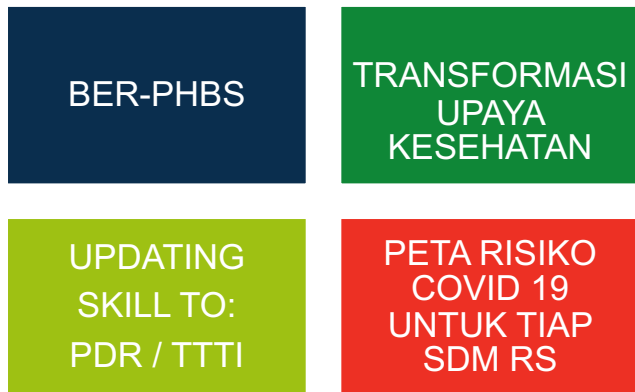 BER-PHBS
TRANSFORMASI
UPAYA
KESEHATAN
UPDATING
SKILL TO:
PDR / TTTI
PETA RISIKO
COVID 19
UNTUK TIAP
SDM RS